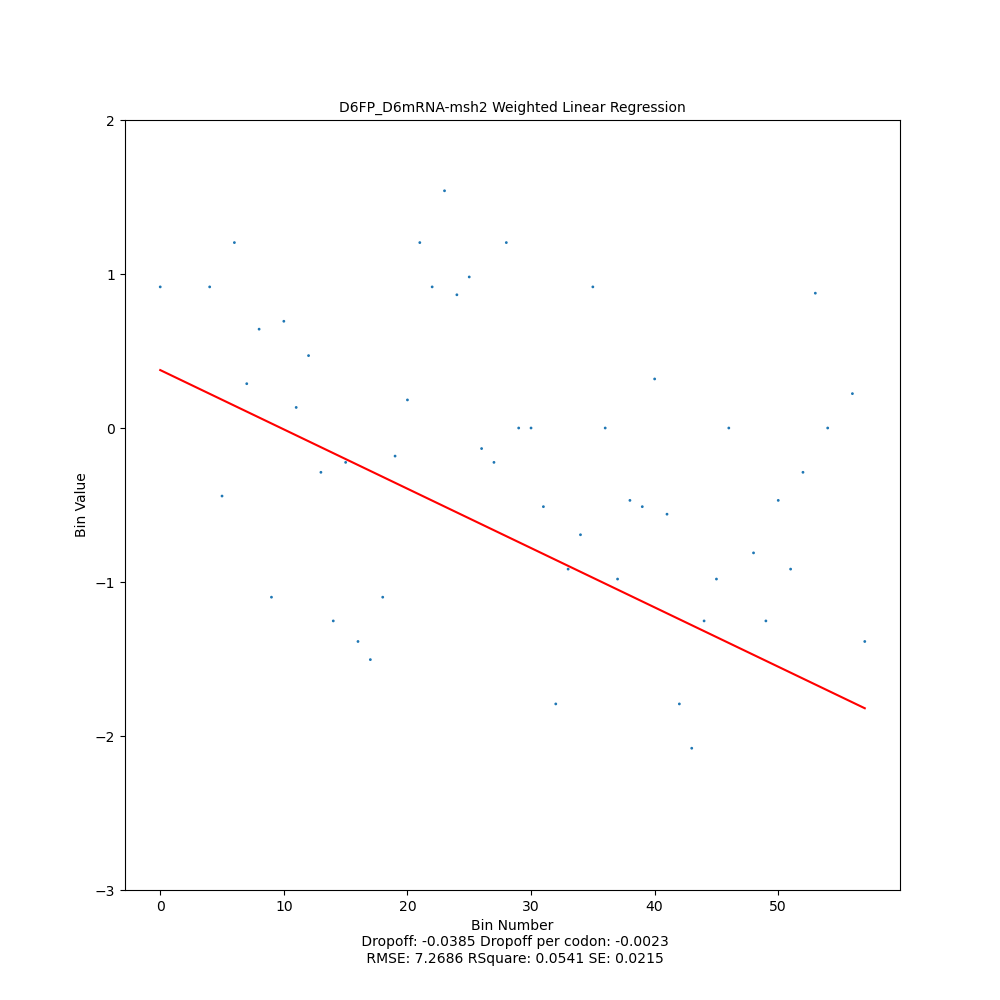 D6FP_D6mRNA-msh2 Weighted Linear Regression
2
1
0
−1
−2
−3
Bin Value
0 10 20 30 40 50
Bin Number
Dropoff: -0.0385 Dropoff per codon: -0.0023
RMSE: 7.2686 RSquare: 0.0541 SE: 0.0215